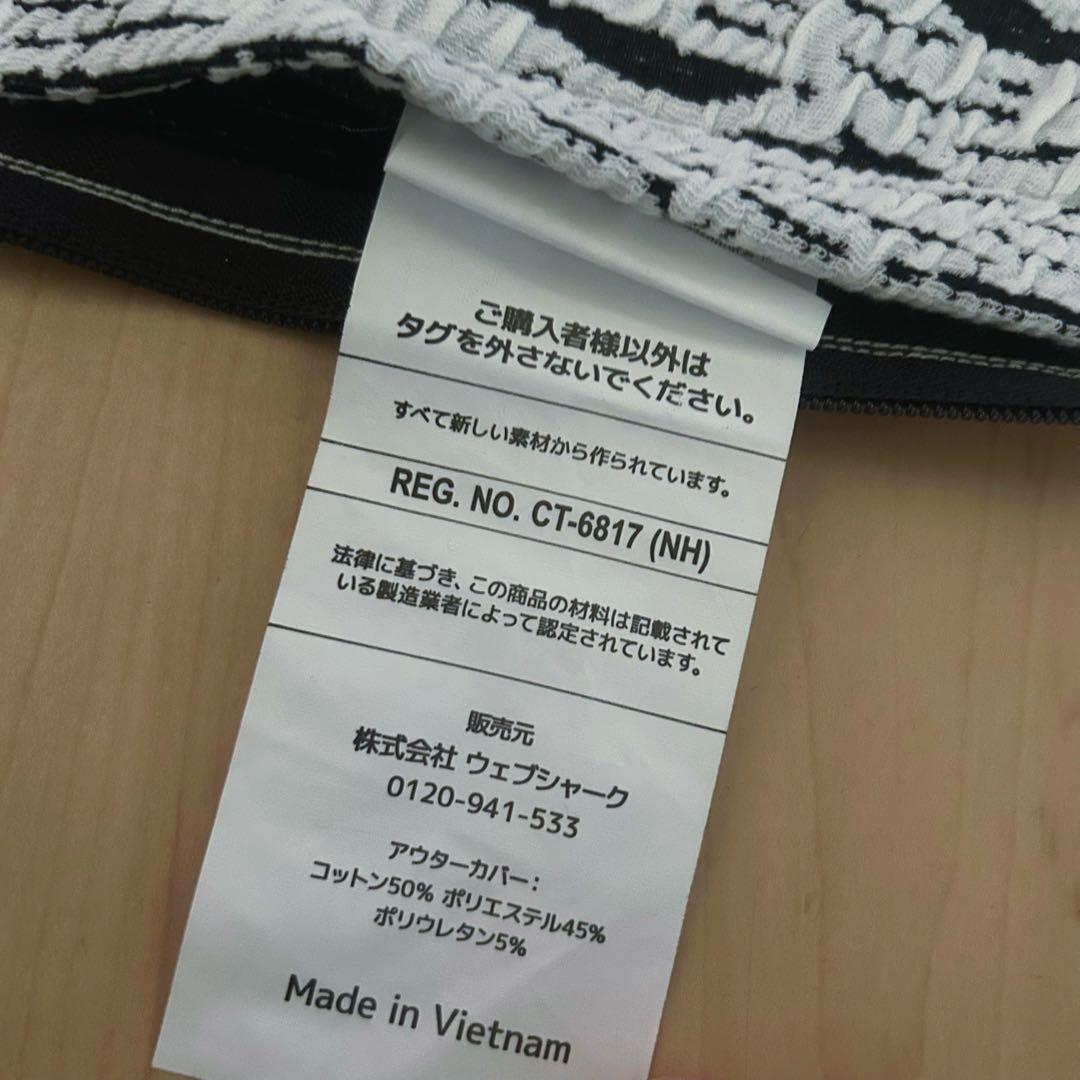 ご購入者様以外は
タグを外さないでください。
すべて新しい素材から作られています。
REG. NO. CT-6817 (NH)
法律に基づき、この商品の材料は記載されて
いる製造業者によって認定されています。
販売元
株式会社 ウェブシャーク
0120-941-533
アウターカバー：
コットン50% ポリエステル45%
ポリウレタン5%
Made in Vietnam